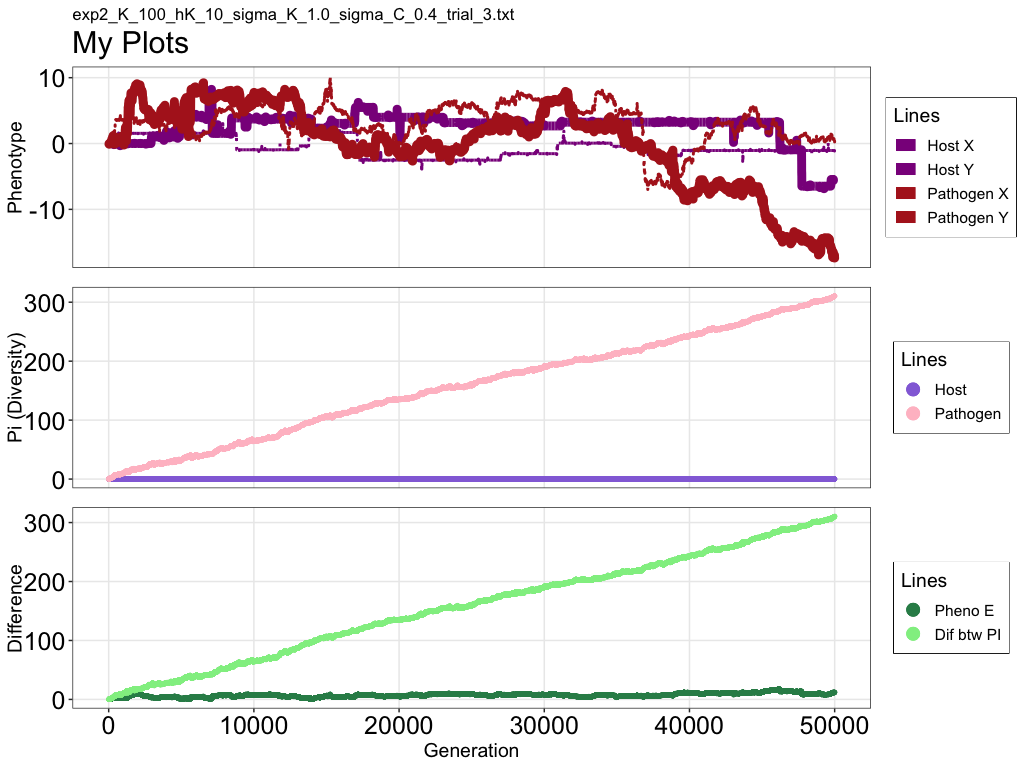 exp2_K_100_hK_10_sigma_K_1.0_sigma_C_0.4_trial_3.txt
My Plots
Phenotype
10
0
-10
Lines
Host X
Host Y
Pathogen X
Pathogen Y
Pi (Diversity)
300
200
100
0
Lines
Host
Pathogen
Difference
300
200
100
0
Lines
Pheno E
Dif btw PI
0 10000 20000 30000 40000 50000
Generation